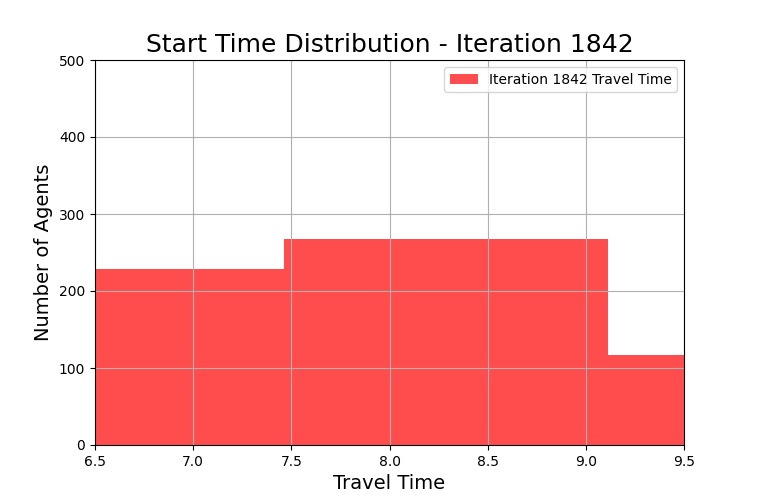 Start Time Distribution - Iteration 1842
500
400
300
200
100
0
Number of Agents
Iteration 1842 Travel Time
6.5 7.0 7.5 8.0 8.5 9.0 9.5
Travel Time